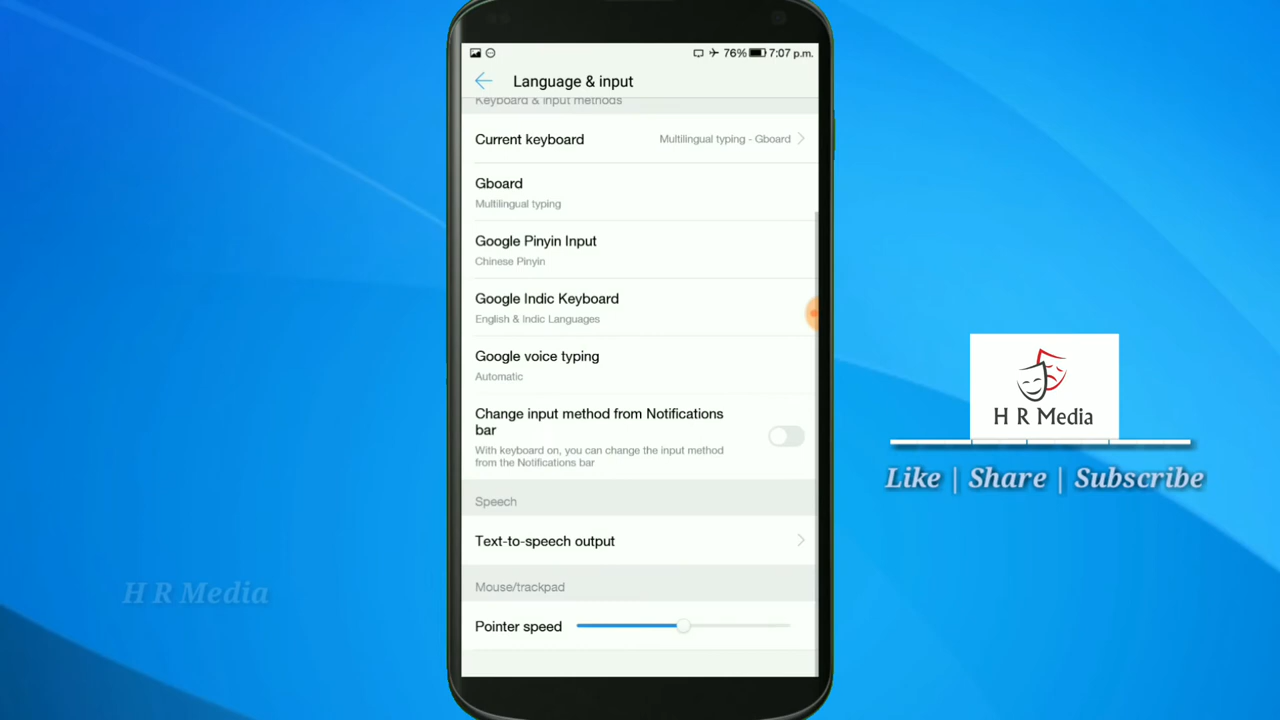 76% 7:07 p.m.
Language & input
Keyboard & input methods
Current keyboard Multilingual typing - Gboard
Gboard
Multilingual typing
Google Pinyin Input
Chinese Pinyin
Google Indic Keyboard
English & Indic Languages
Google voice typing
Automatic
Change input method from Notifications
bar
With keyboard on, you can change the input method
from the Notifications bar
Speech
Text-to-speech output
Mouse/trackpad
Pointer speed
H R Media
Like | Share | Subscribe
H R Media